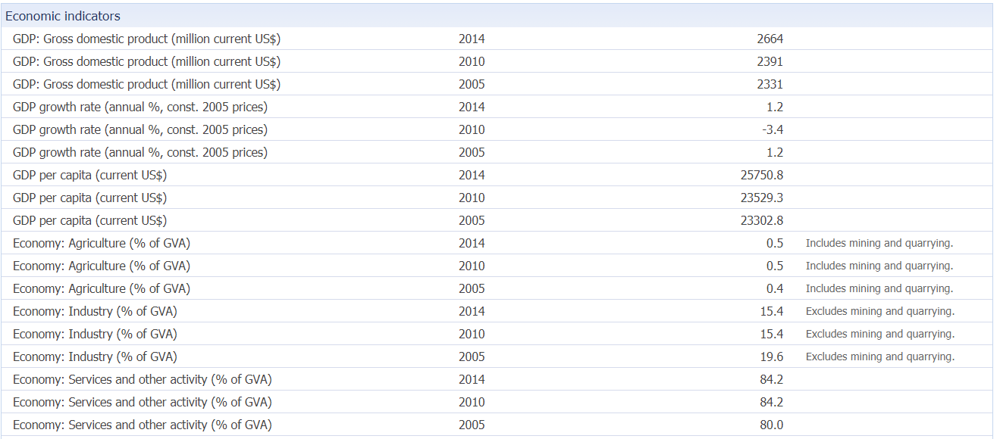 Economic indicators
GDP: Gross domestic product (million current US$) 2014 2664
GDP: Gross domestic product (million current US$) 2010 2391
GDP: Gross domestic product (million current US$) 2005 2331
GDP growth rate (annual %, const. 2005 prices) 2014 1.2
GDP growth rate (annual %, const. 2005 prices) 2010 -3.4
GDP growth rate (annual %, const. 2005 prices) 2005 1.2
GDP per capita (current US$) 2014 25750.8
GDP per capita (current US$) 2010 23529.3
GDP per capita (current US$) 2005 23302.8
Economy: Agriculture (% of GVA) 2014 0.5 Includes mining and quarrying.
Economy: Agriculture (% of GVA) 2010 0.5 Includes mining and quarrying.
Economy: Agriculture (% of GVA) 2005 0.4 Includes mining and quarrying.
Economy: Industry (% of GVA) 2014 15.4 Excludes mining and quarrying.
Economy: Industry (% of GVA) 2010 15.4 Excludes mining and quarrying.
Economy: Industry (% of GVA) 2005 19.6 Excludes mining and quarrying.
Economy: Services and other activity (% of GVA) 2014 84.2
Economy: Services and other activity (% of GVA) 2010 84.2
Economy: Services and other activity (% of GVA) 2005 80.0